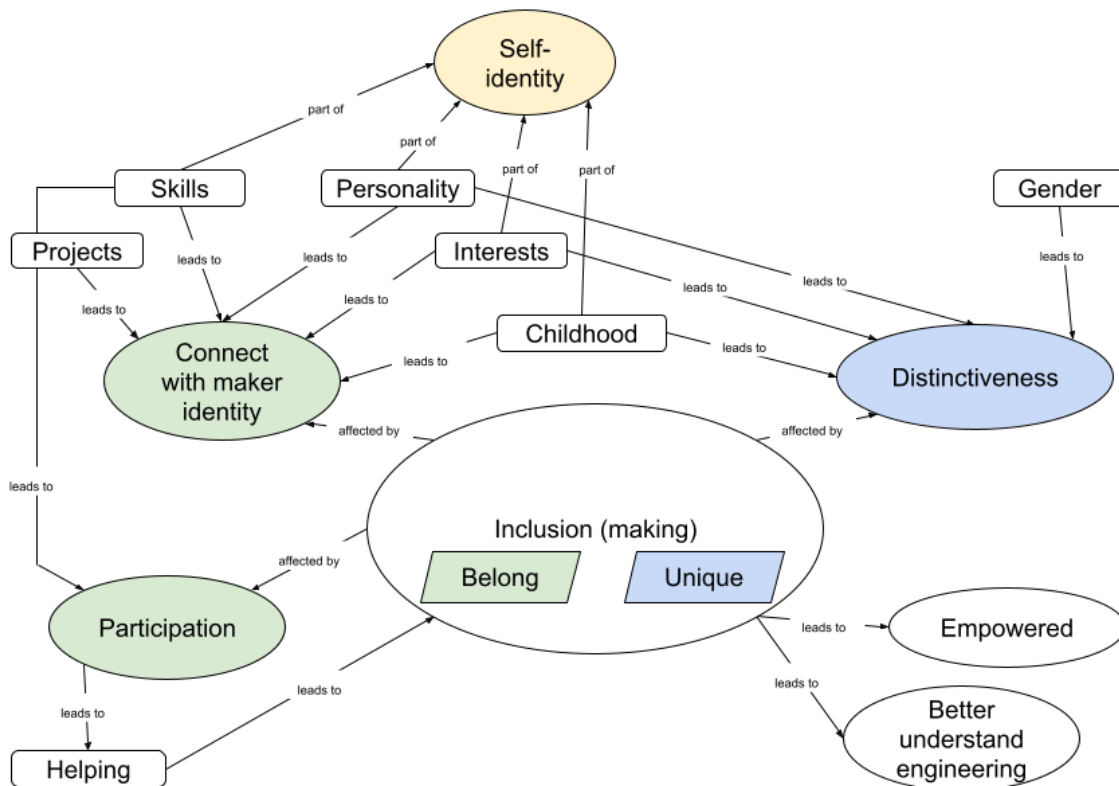 Self-
identity
part of
part of
part of
part of
Skills
Personality
Gender
Projects
Interests
leads to
leads to
leads to
leads to
leads to
leads to
leads to
Childhood
Connect
with maker
identity
leads to
leads to
Distinctiveness
affected by
affected by
leads to
Inclusion (making)
affected by
Belong
Unique
Participation
leads to
Empowered
leads to
leads to
leads to
Better
understand
engineering
Helping